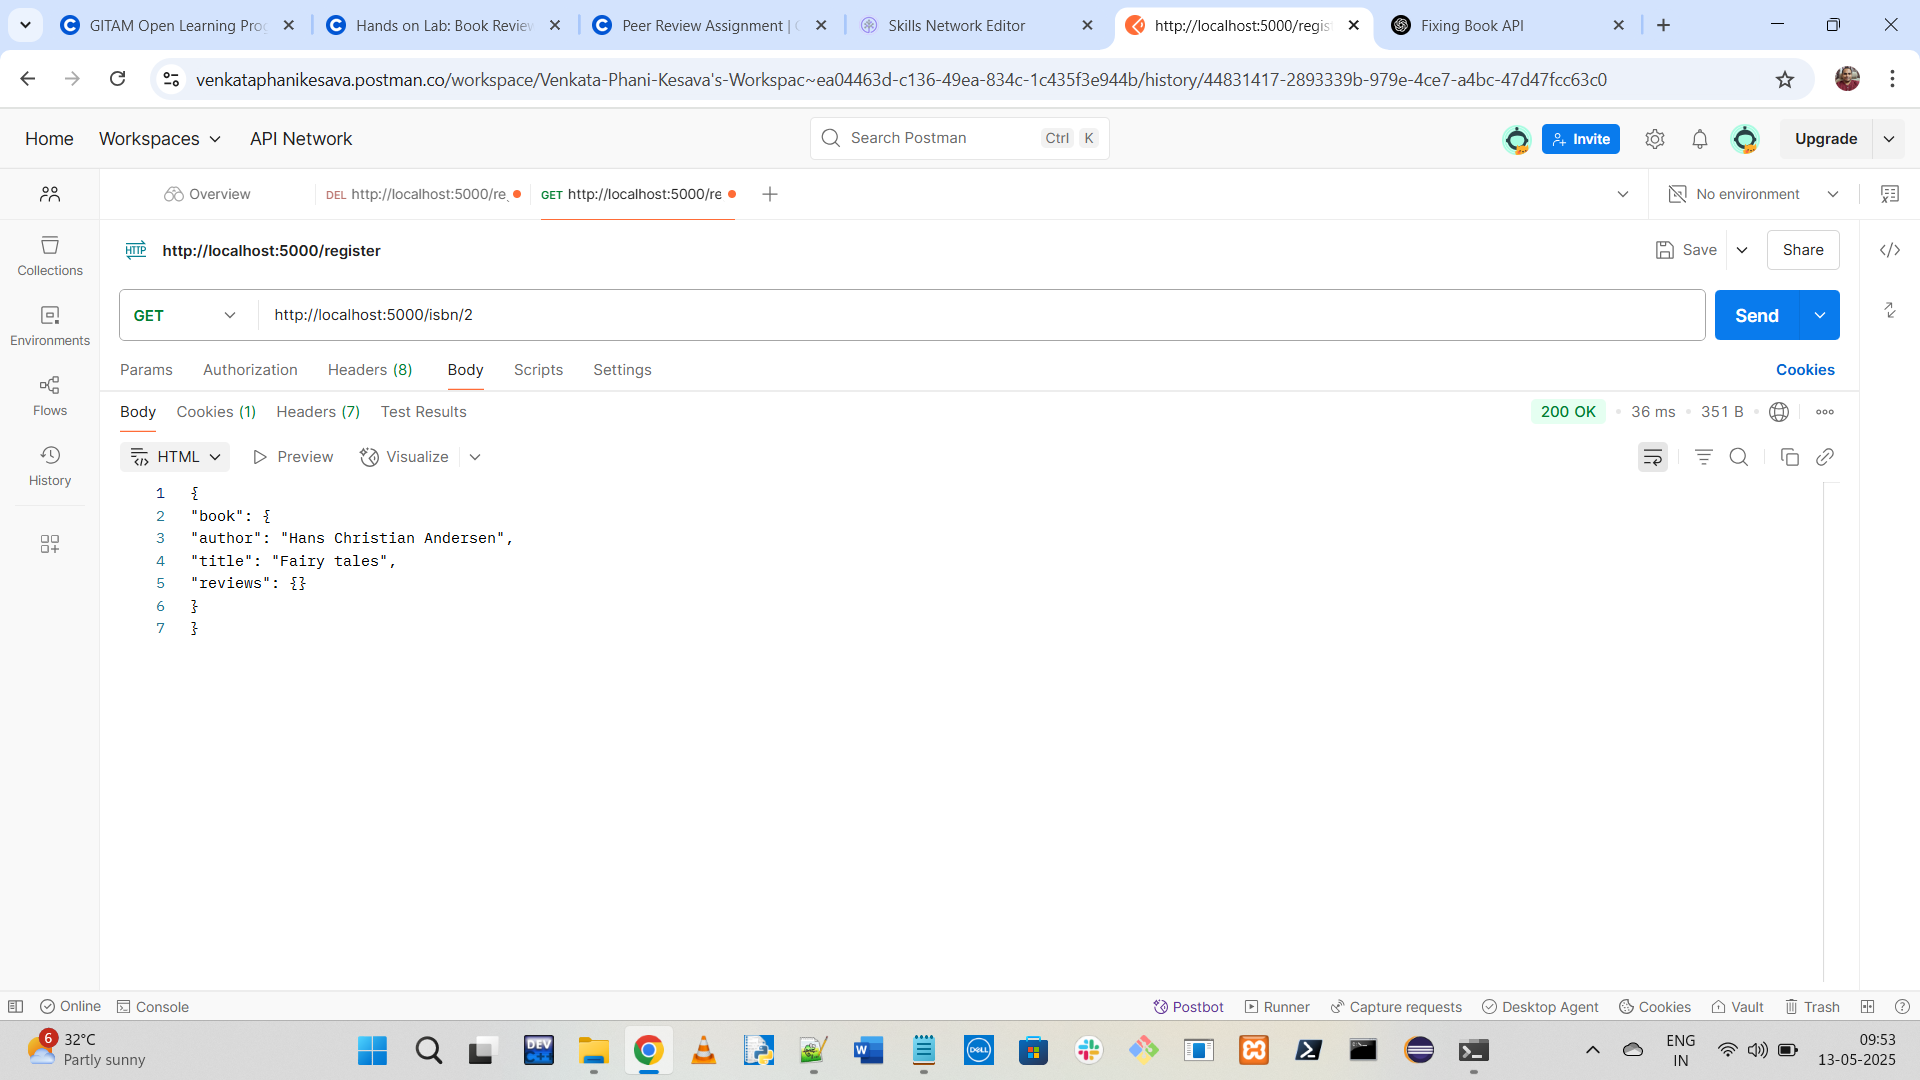 GITAM Open Learning Prog
Hands on Lab: Book Review
Peer Review Assignment | C
Skills Network Editor
http://localhost:5000/regist
Fixing Book API
venkataphanikesava.postman.co/workspace/Venkata-Phani-Kesava's-Workspac~ea04463d-c136-49ea-834c-1c435f3e944b/history/44831417-2893339b-979e-4ce7-a4bc-47d47fcc63c0
Home Workspaces API Network
Search Postman Ctrl K
Invite Upgrade
Overview
DEL http://localhost:5000/re
GET http://localhost:5000/re
No environment
HTTP http://localhost:5000/register
Save Share
GET http://localhost:5000/isbn/2
Send
Collections
Environments
Flows
History
Params Authorization Headers (8) Body Scripts Settings Cookies
Body Cookies (1) Headers (7) Test Results 200 OK 36 ms 351 B
HTML Preview Visualize
1 {
2 "book": {
3 "author": "Hans Christian Andersen",
4 "title": "Fairy tales",
5 "reviews": {}
6 }
7 }
Online Console Postbot Runner Capture requests Desktop Agent Cookies Vault Trash
6
32°C
Partly sunny
DEV C++
DELL
ENG
IN
09:53
13-05-2025